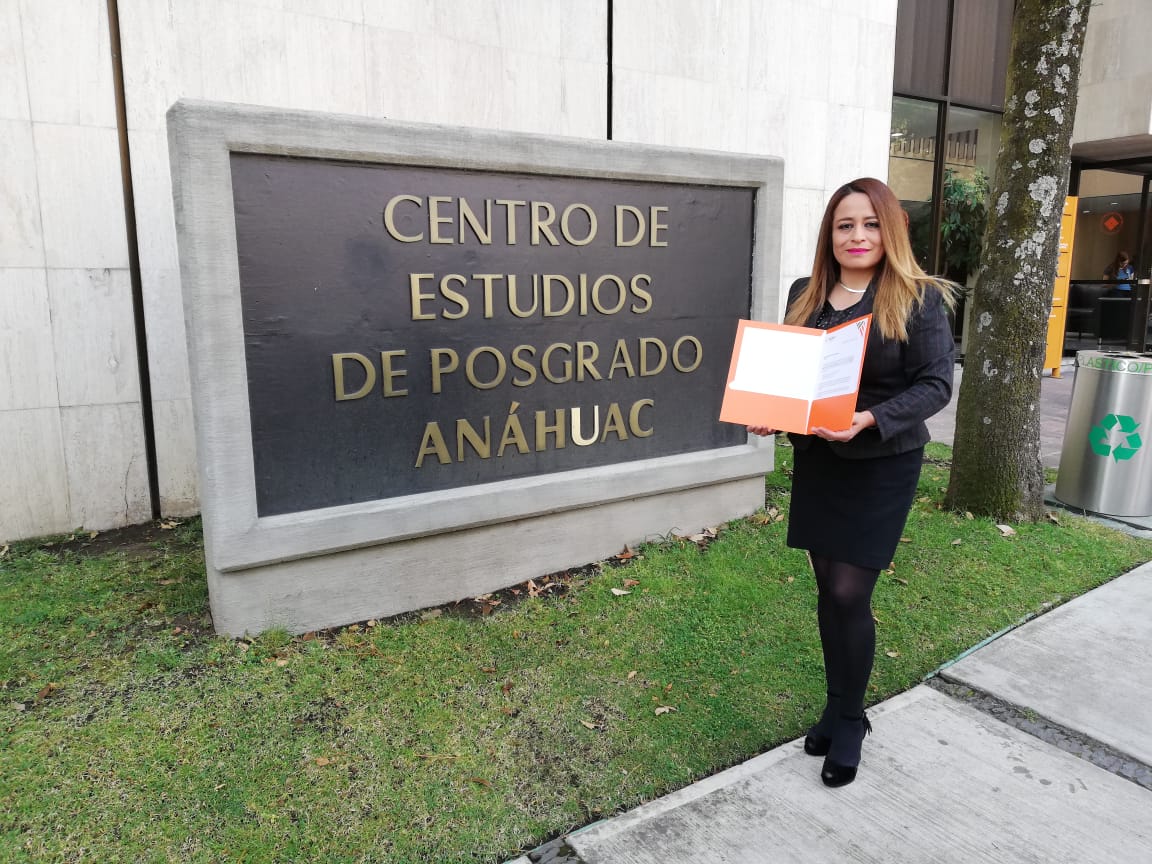 CENTRO DE
ESTUDIOS
DE POSGRADO
ANÁHUAC